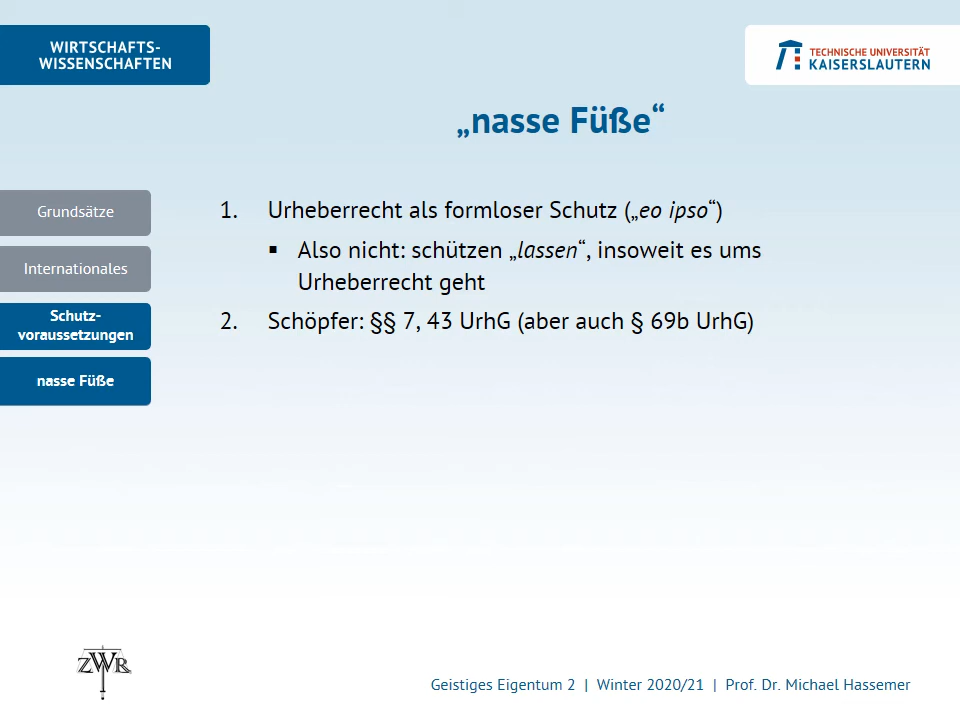 WIRTSCHAFTS-
WISSENSCHAFTEN
TECHNISCHE UNIVERSITÄT
KAISERSLAUTERN
„nasse Füße“
Grundsätze
Internationales
Schutz-
voraussetzungen
nasse Füße
1. Urheberrecht als formloser Schutz („eo ipso“)
▪ Also nicht: schützen „lassen“, insoweit es ums
Urheberrecht geht
2. Schöpfer: §§ 7, 43 UrhG (aber auch § 69b UrhG)
ZWR
Geistiges Eigentum 2 | Winter 2020/21 | Prof. Dr. Michael Hassemer